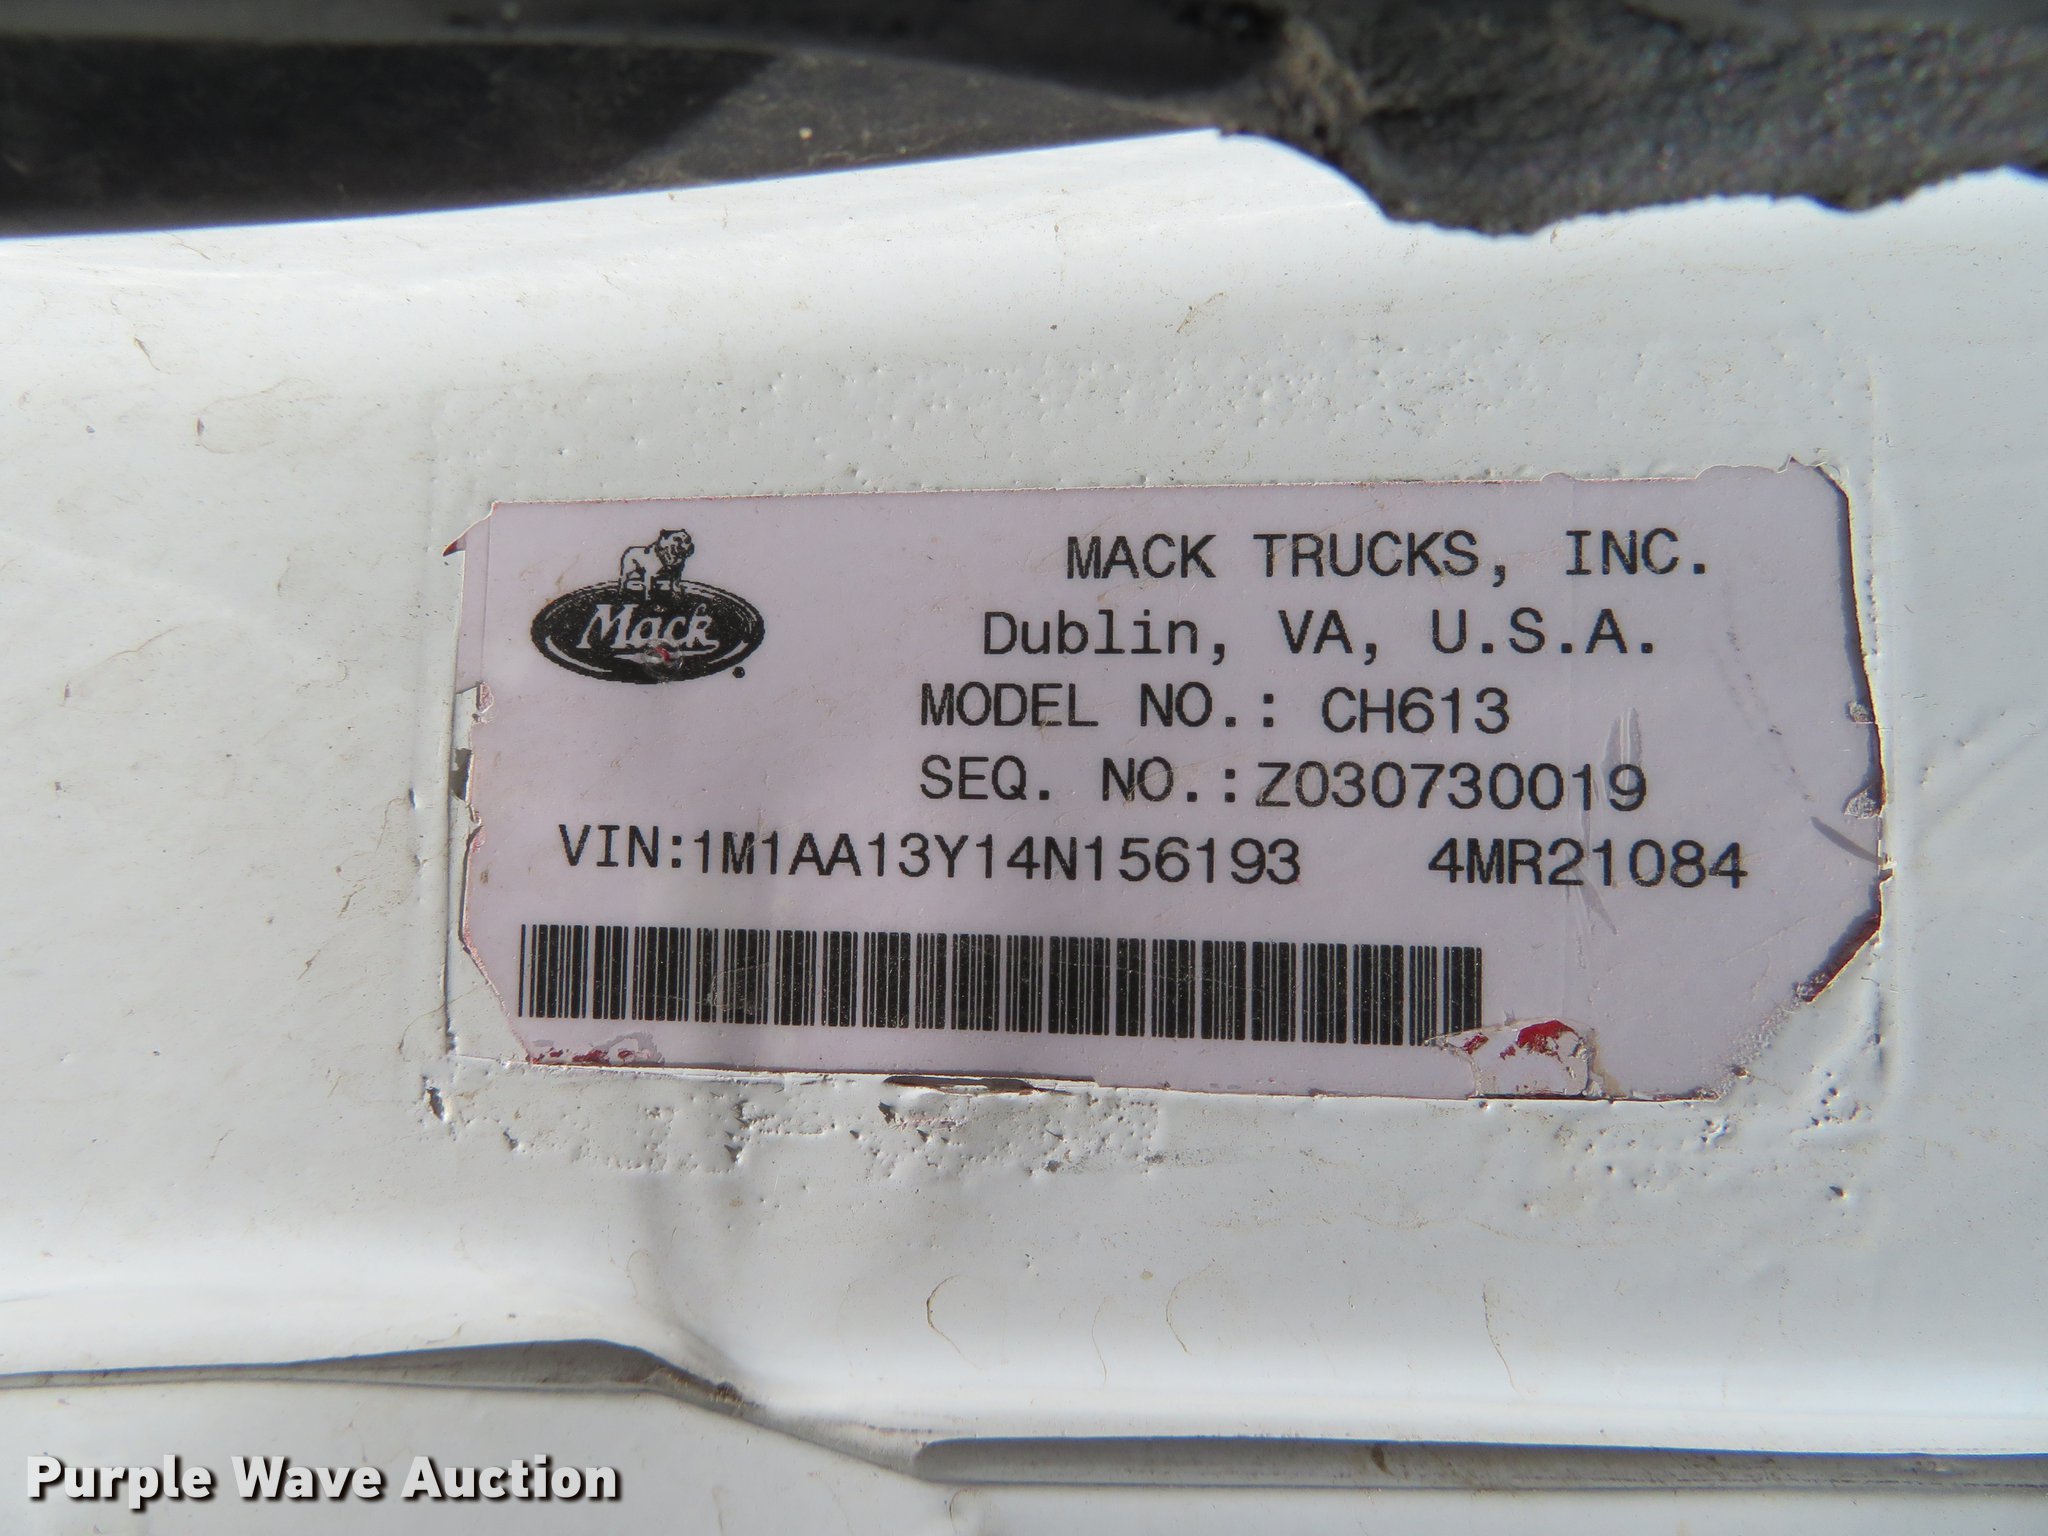 Mack
MACK TRUCKS, INC.
Dublin, VA, U.S.A.
MODEL NO.: CH613
SEQ. NO.:Z030730019
VIN:1M1AA13Y14N156193 4MR21084
Purple Wave Auction